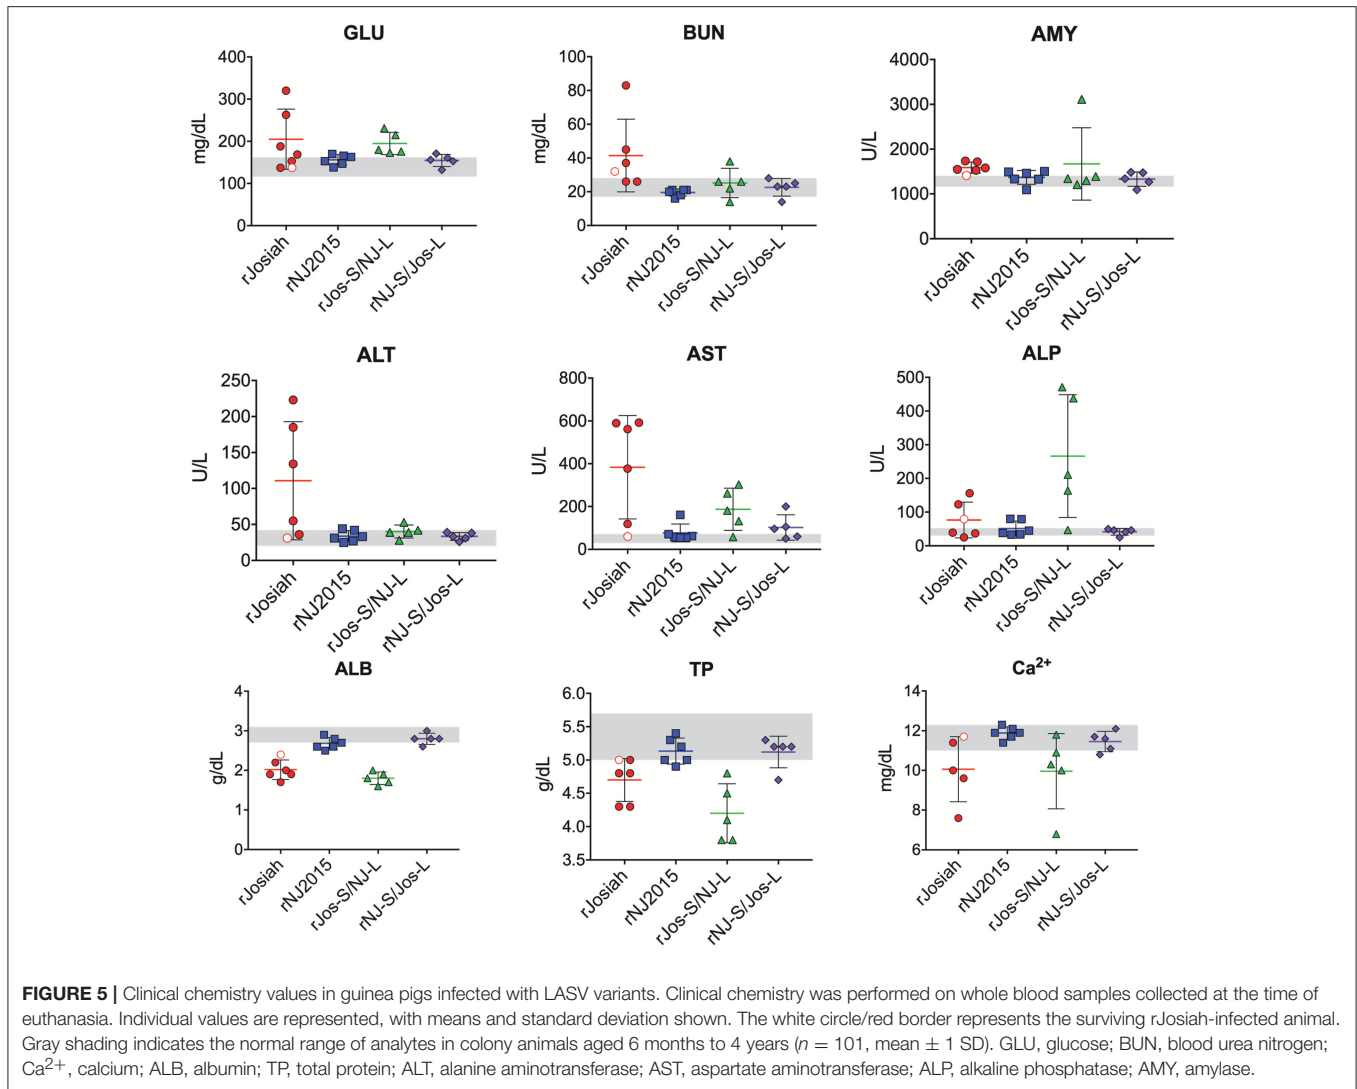 GLU
mg/dL
400
300
200
100
0
rJosiah
rNJ2015
rJos-S/NJ-L
rNJ-S/Jos-L
BUN
mg/dL
100
80
60
40
20
0
rJosiah
rNJ2015
rJos-S/NJ-L
rNJ-S/Jos-L
AMY
U/L
4000
3000
2000
1000
0
rJosiah
rNJ2015
rJos-S/NJ-L
rNJ-S/Jos-L
ALT
U/L
250
200
150
100
50
0
rJosiah
rNJ2015
rJos-S/NJ-L
rNJ-S/Jos-L
AST
U/L
800
600
400
200
0
rJosiah
rNJ2015
rJos-S/NJ-L
rNJ-S/Jos-L
ALP
U/L
500
400
300
200
100
0
rJosiah
rNJ2015
rJos-S/NJ-L
rNJ-S/Jos-L
ALB
g/dL
4
3
2
1
0
rJosiah
rNJ2015
rJos-S/NJ-L
rNJ-S/Jos-L
TP
g/dL
6.0
5.5
5.0
4.5
4.0
3.5
rJosiah
rNJ2015
rJos-S/NJ-L
rNJ-S/Jos-L
Ca²⁺
mg/dL
14
12
10
8
6
rJosiah
rNJ2015
rJos-S/NJ-L
rNJ-S/Jos-L
FIGURE 5 | Clinical chemistry values in guinea pigs infected with LASV variants. Clinical chemistry was performed on whole blood samples collected at the time of
euthanasia. Individual values are represented, with means and standard deviation shown. The white circle/red border represents the surviving rJosiah-infected animal.
Gray shading indicates the normal range of analytes in colony animals aged 6 months to 4 years (n = 101, mean ± 1 SD). GLU, glucose; BUN, blood urea nitrogen;
Ca²⁺, calcium; ALB, albumin; TP, total protein; ALT, alanine aminotransferase; AST, aspartate aminotransferase; ALP, alkaline phosphatase; AMY, amylase.